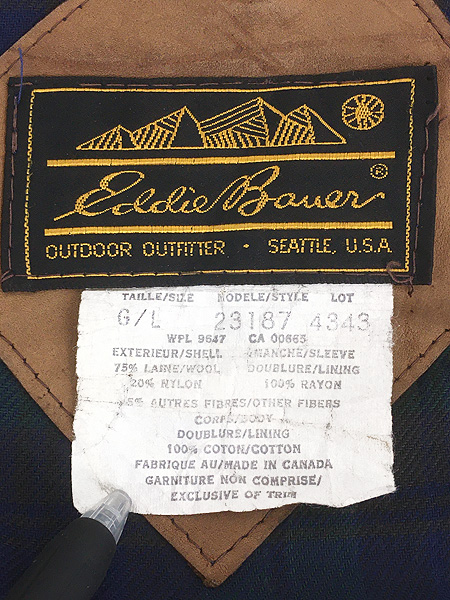 Eddie Bauer®
OUTDOOR OUTFITTER · SEATTLE, U.S.A
TAILLE/SIZE MODELE/STYLE LOT
G/L 23187 4343
WPL 9647 CA 00665
EXTERIEUR/SHELL MANCHE/SLEEVE
75% LAINE/WOOL DOUBLURE/LINING
20% NYLON 100% RAYON
5% AUTRES FIBRES/OTHER FIBERS
CORPS/BODY
DOUBLURE/LINING
100% COTON/COTTON
FABRIQUE AU/MADE IN CANADA
GARNITURE NON COMPRISE/
EXCLUSIVE OF TRIM